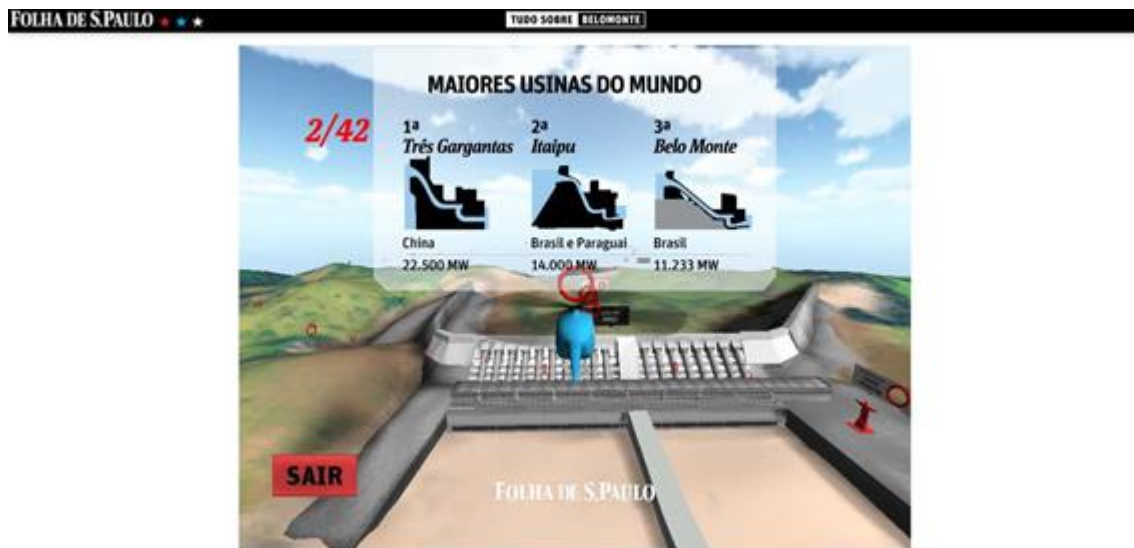 FOLHA DE S.PAULO
TUDO SOBRE BELOMONTE
MAIORES USINAS DO MUNDO
2/42
1ª 2ª 3ª
Três Gargantas Itaipu Belo Monte
China Brasil e Paraguai Brasil
22.500 MW 14.000 MW 11.233 MW
SAIR
FOLHA DE S.PAULO